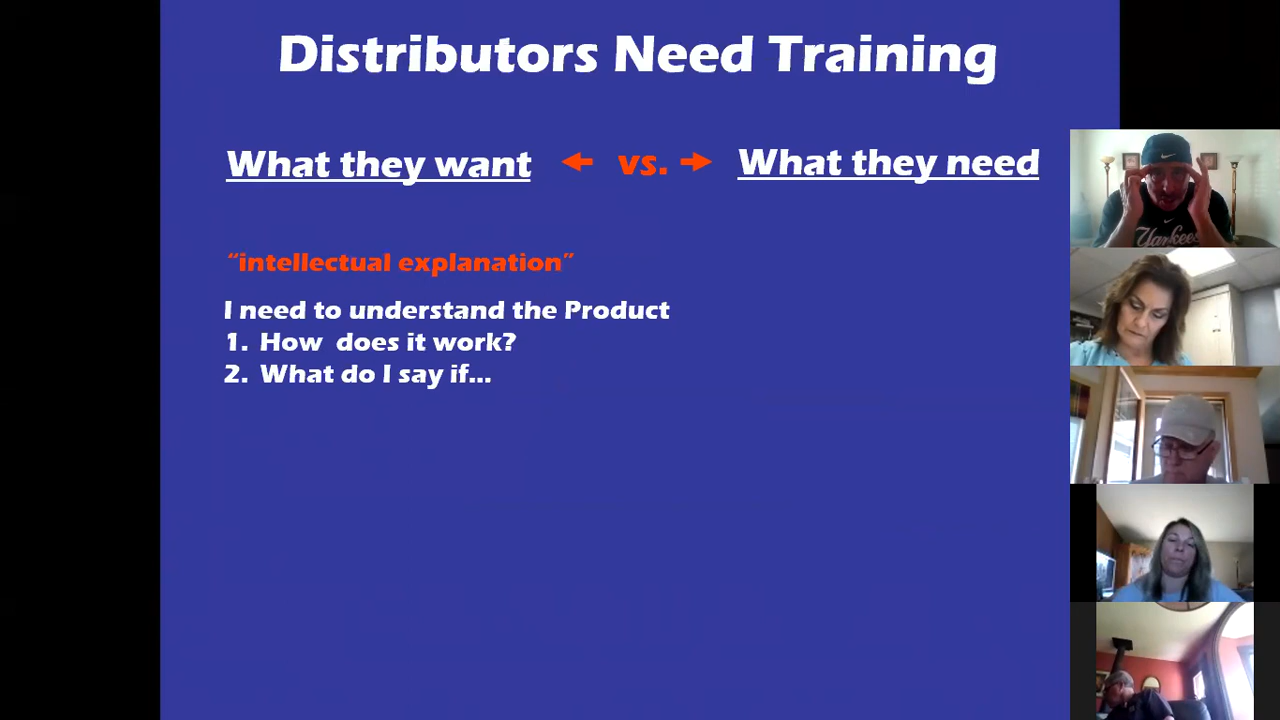 Distributors Need Training
What they want vs. What they need
“intellectual explanation”
I need to understand the Product
1. How does it work?
2. What do I say if...
Yankees